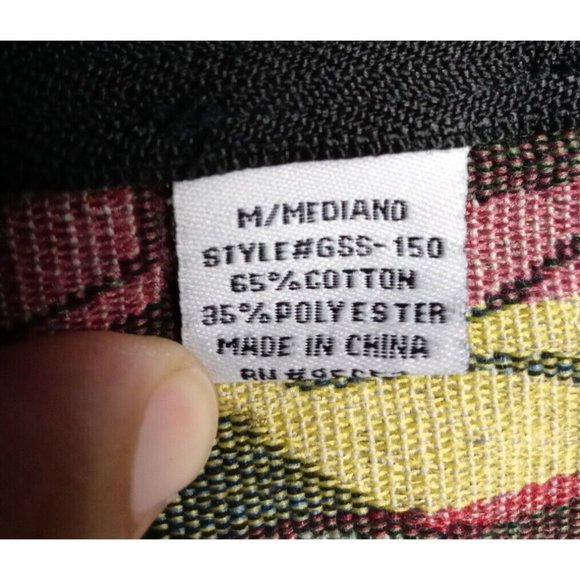 M/MEDIANO
STYLE#GSS-150
65%COTTON
35%POLYESTER
MADE IN CHINA